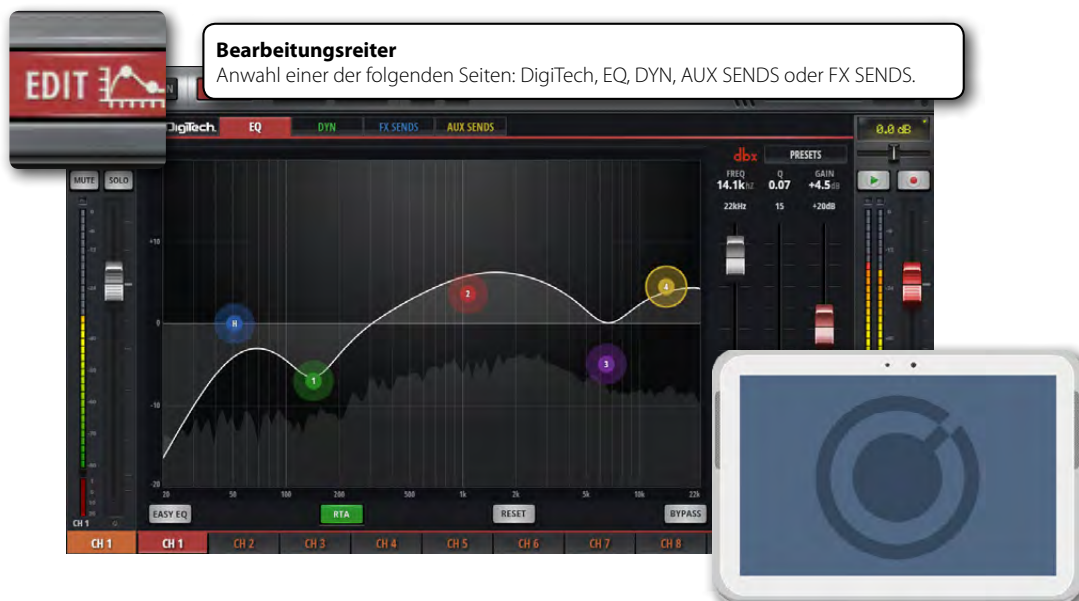 EDIT
Bearbeitungsreiter
Anwahl einer der folgenden Seiten: DigiTech, EQ, DYN, AUX SENDS oder FX SENDS.
DigiTech. EQ DYN FX SENDS AUX SENDS
0.0 dB
dbx PRESETS
MUTE SOLO
FREQ Q GAIN
14.1kHz 0.07 +4.5dB
22kHz 15 +20dB
+10
0
-10
-20
H
1
2
3
4
20 50 100 200 500 1k 2k 5k 10k 22k
EASY EQ RTA RESET BYPASS
CH 1
CH 1 CH 1 CH 2 CH 3 CH 4 CH 5 CH 6 CH 7 CH 8